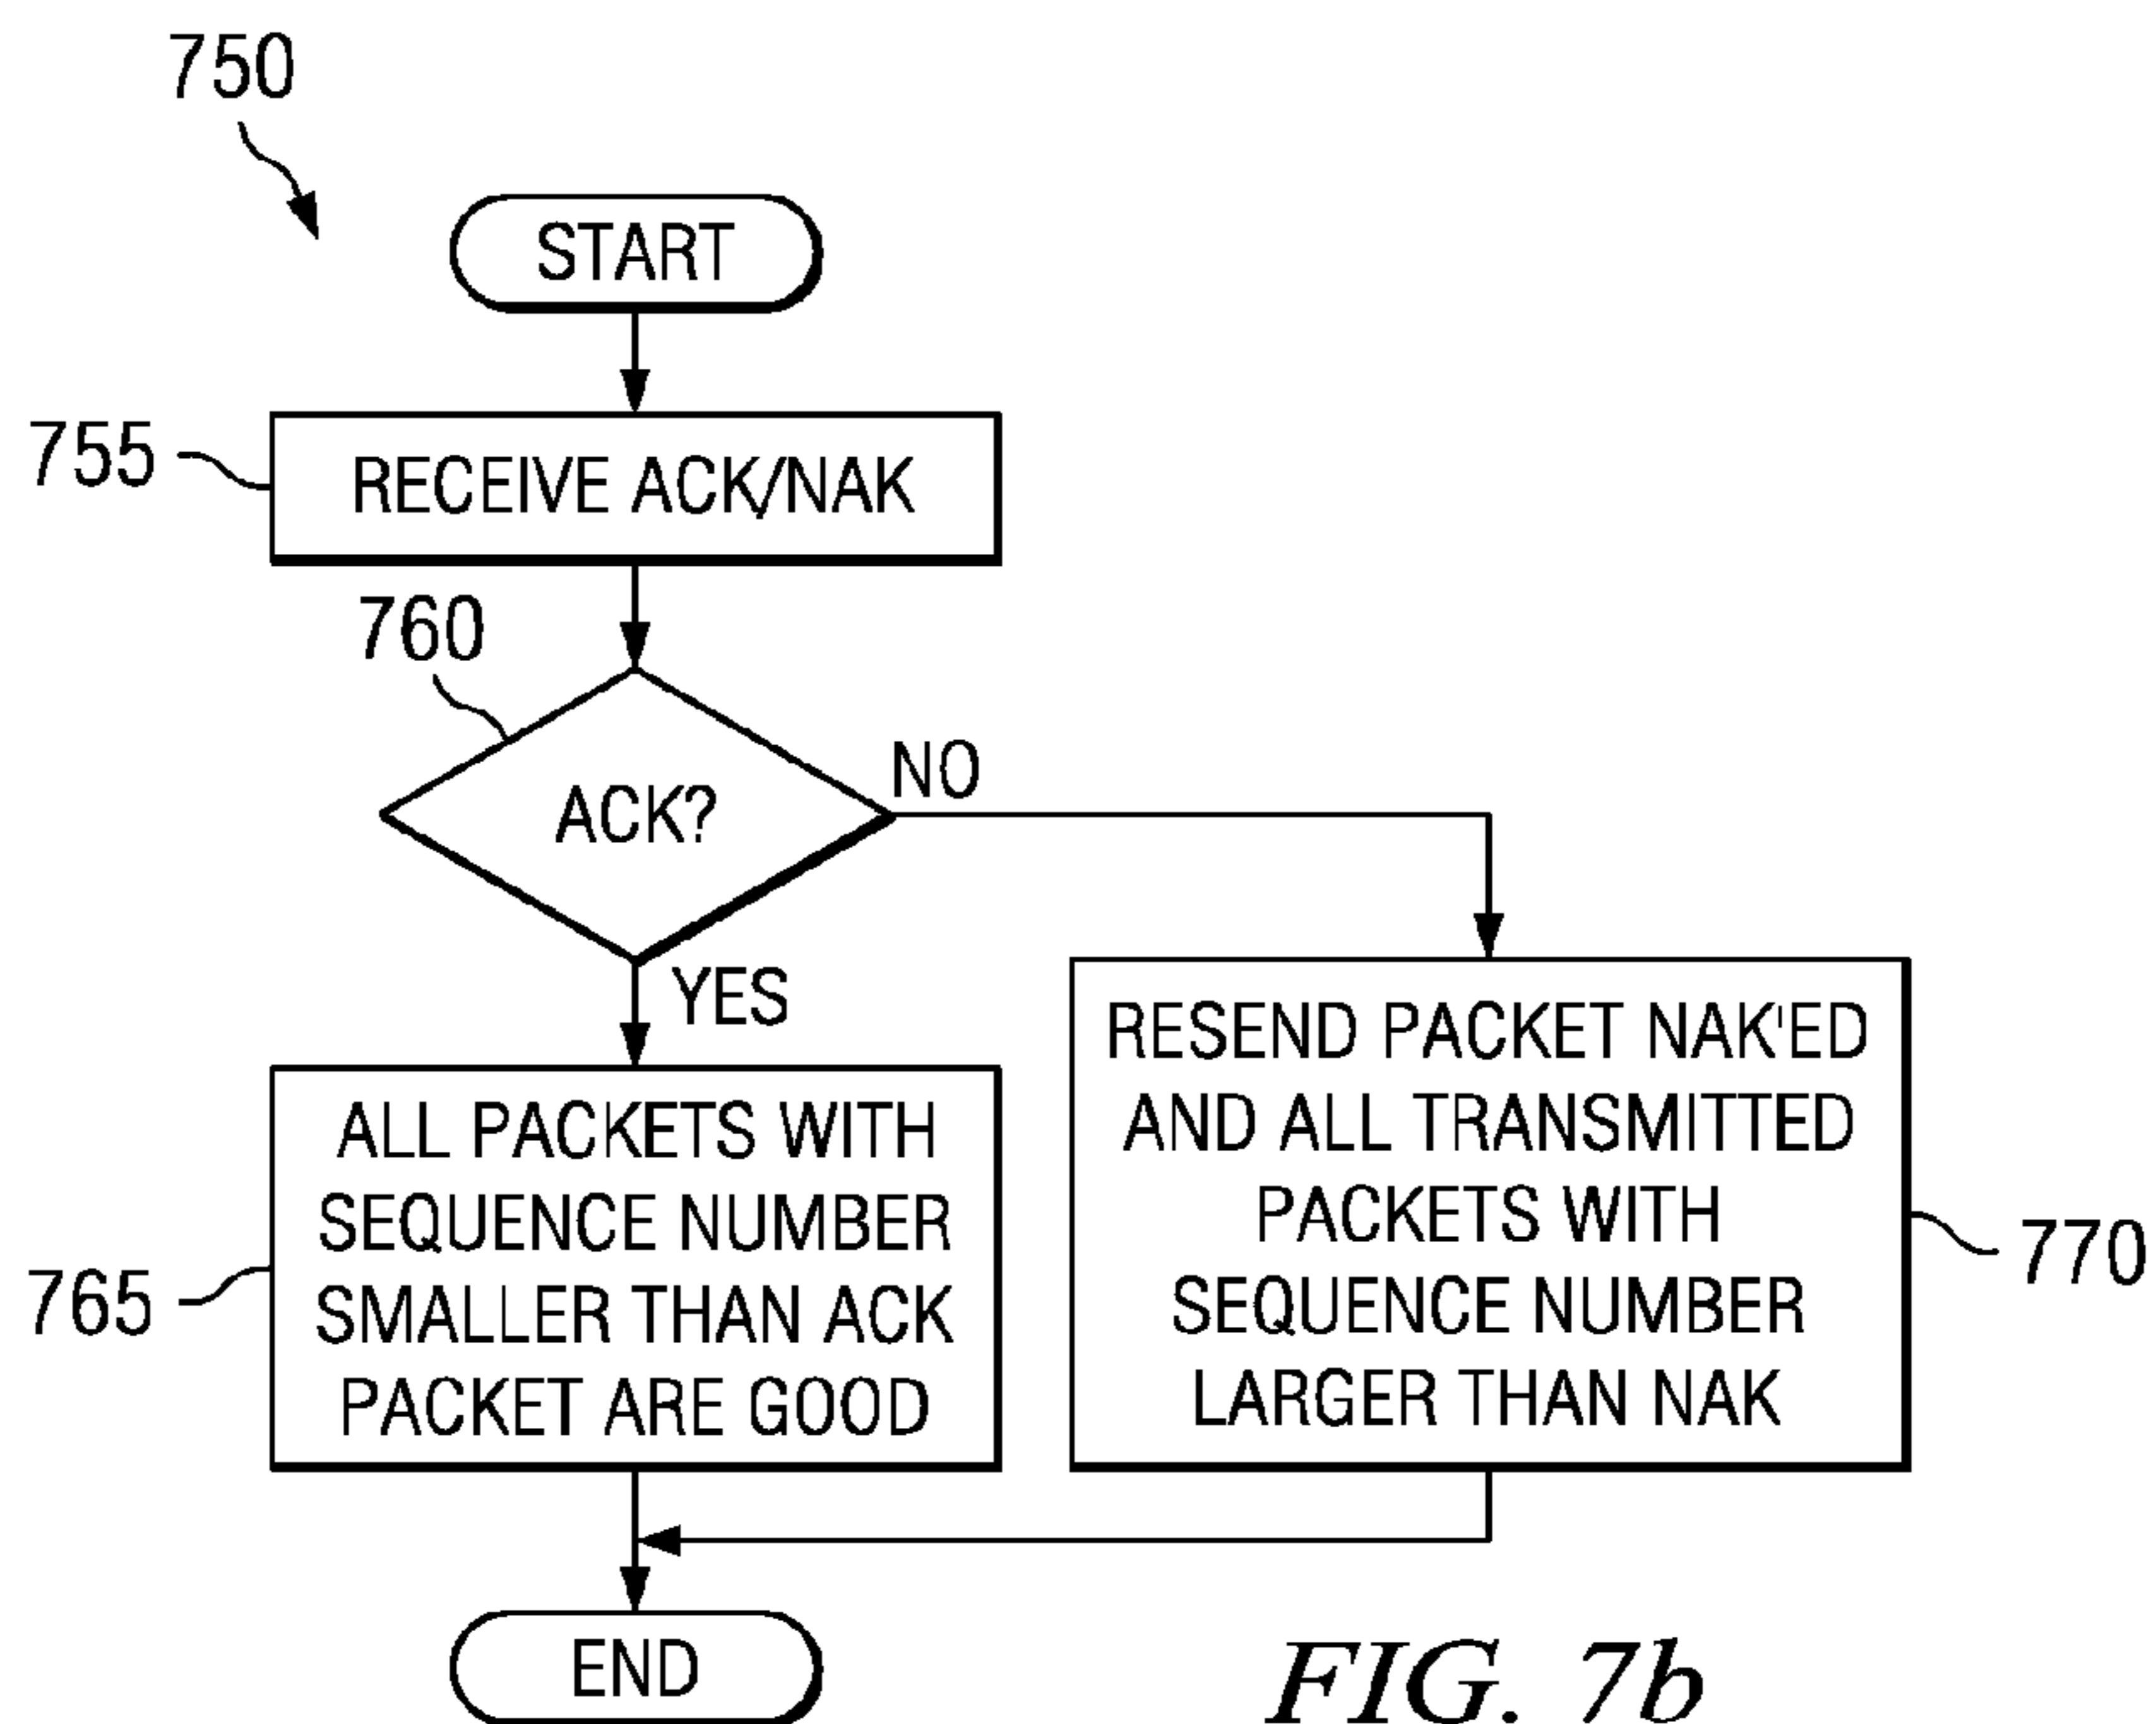 750
START
755
RECEIVE ACK/NAK
760
ACK?
NO
YES
765
ALL PACKETS WITH
SEQUENCE NUMBER
SMALLER THAN ACK
PACKET ARE GOOD
RESEND PACKET NAK'ED
AND ALL TRANSMITTED
PACKETS WITH
SEQUENCE NUMBER
LARGER THAN NAK
770
END
FIG. 7b